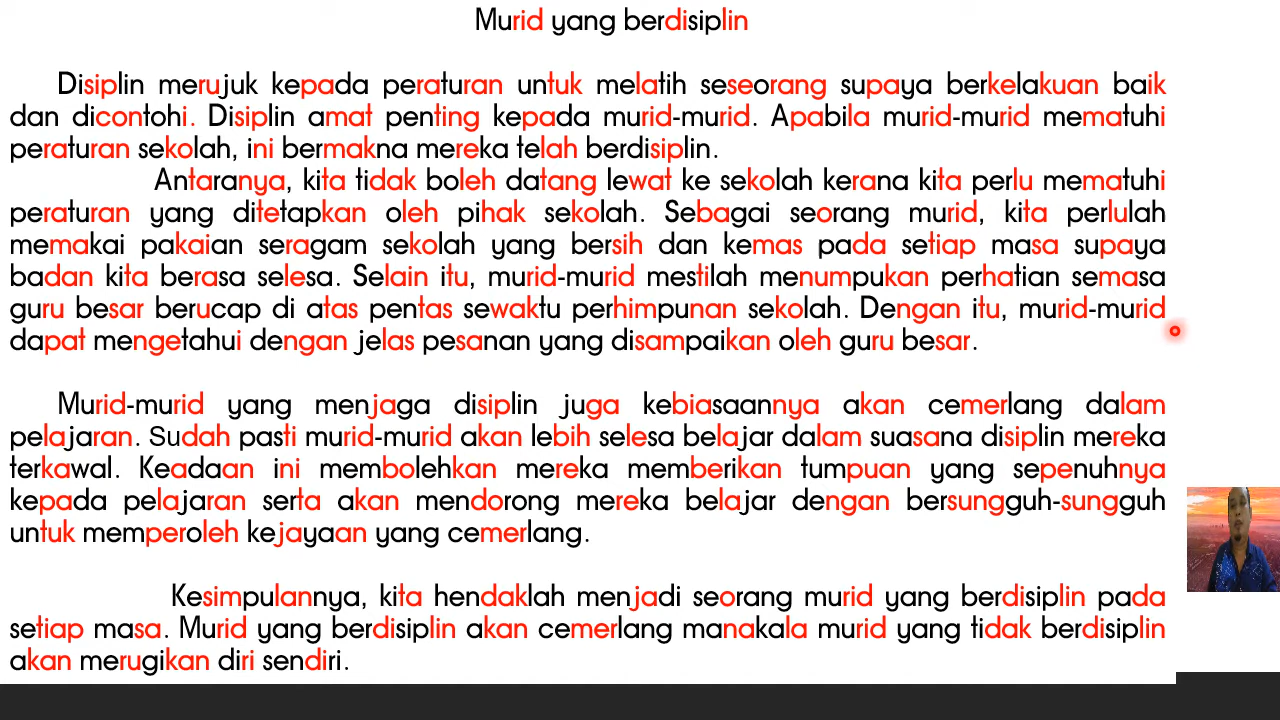 Murid yang berdisiplin
Disiplin merujuk kepada peraturan untuk melatih seseorang supaya berkelakuan baik
dan dicontohi. Disiplin amat penting kepada murid-murid. Apabila murid-murid mematuhi
peraturan sekolah, ini bermakna mereka telah berdisiplin.
Antaranya, kita tidak boleh datang lewat ke sekolah kerana kita perlu mematuhi
peraturan yang ditetapkan oleh pihak sekolah. Sebagai seorang murid, kita perlulah
memakai pakaian seragam sekolah yang bersih dan kemas pada setiap masa supaya
badan kita berasa selesa. Selain itu, murid-murid mestilah menumpukan perhatian semasa
guru besar berucap di atas pentas sewaktu perhimpunan sekolah. Dengan itu, murid-murid
dapat mengetahui dengan jelas pesanan yang disampaikan oleh guru besar.
Murid-murid yang menjaga disiplin juga kebiasaannya akan cemerlang dalam
pelajaran. Sudah pasti murid-murid akan lebih selesa belajar dalam suasana disiplin mereka
terkawal. Keadaan ini membolehkan mereka memberikan tumpuan yang sepenuhnya
kepada pelajaran serta akan mendorong mereka belajar dengan bersungguh-sungguh
untuk memperoleh kejayaan yang cemerlang.
Kesimpulannya, kita hendaklah menjadi seorang murid yang berdisiplin pada
setiap masa. Murid yang berdisiplin akan cemerlang manakala murid yang tidak berdisiplin
akan merugikan diri sendiri.